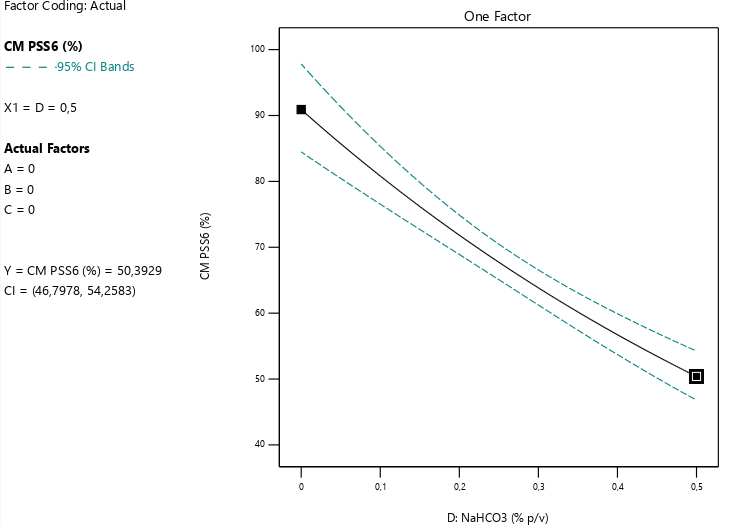 Factor Coding: Actual
One Factor
CM PSS6 (%)
95% CI Bands
X1 = D = 0,5
Actual Factors
A = 0
B = 0
C = 0
Y = CM PSS6 (%) = 50,3929
CI = (46,7978, 54,2583)
CM PSS6 (%)
100
90
80
70
60
50
40
0 0,1 0,2 0,3 0,4 0,5
D: NaHCO3 (% p/v)